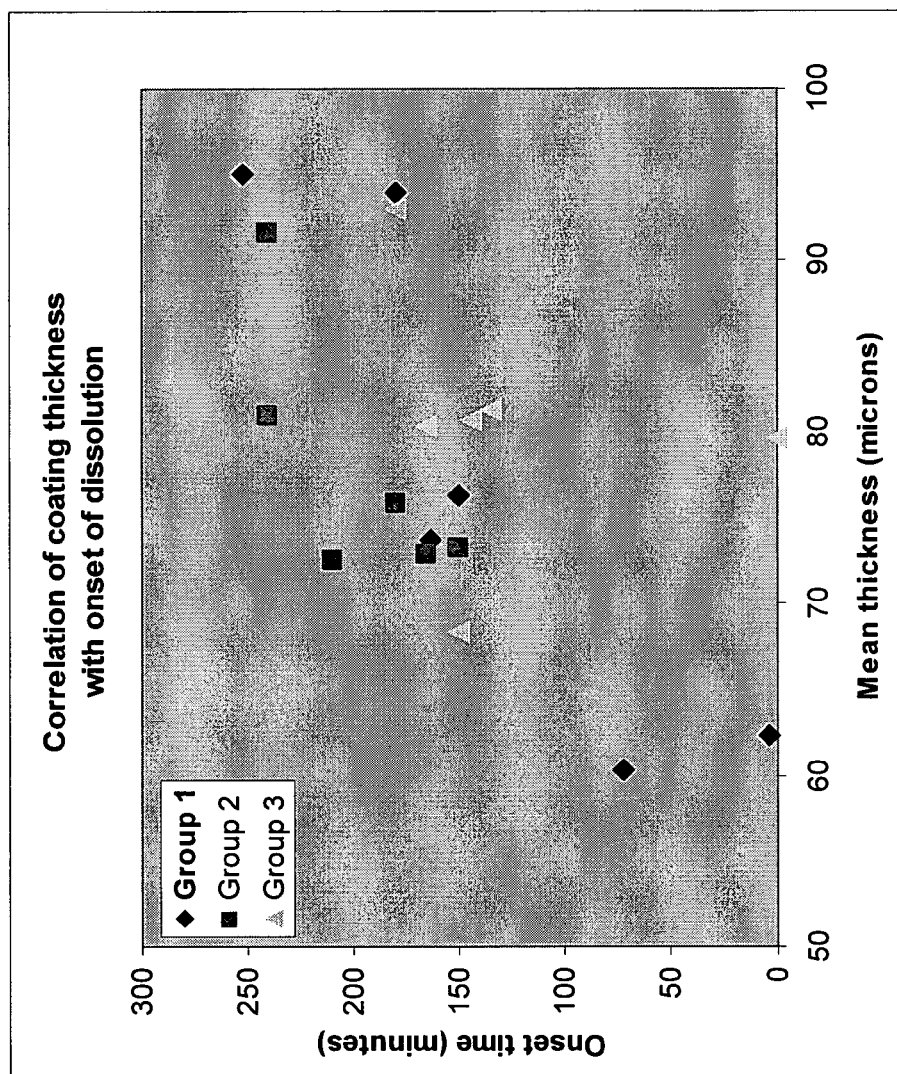 Correlation of coating thickness
with onset of dissolution
Group 1
Group 2
Group 3
300
250
200
150
100
50
0
Onset time (minutes)
50
60
70
80
90
100
Mean thickness (microns)